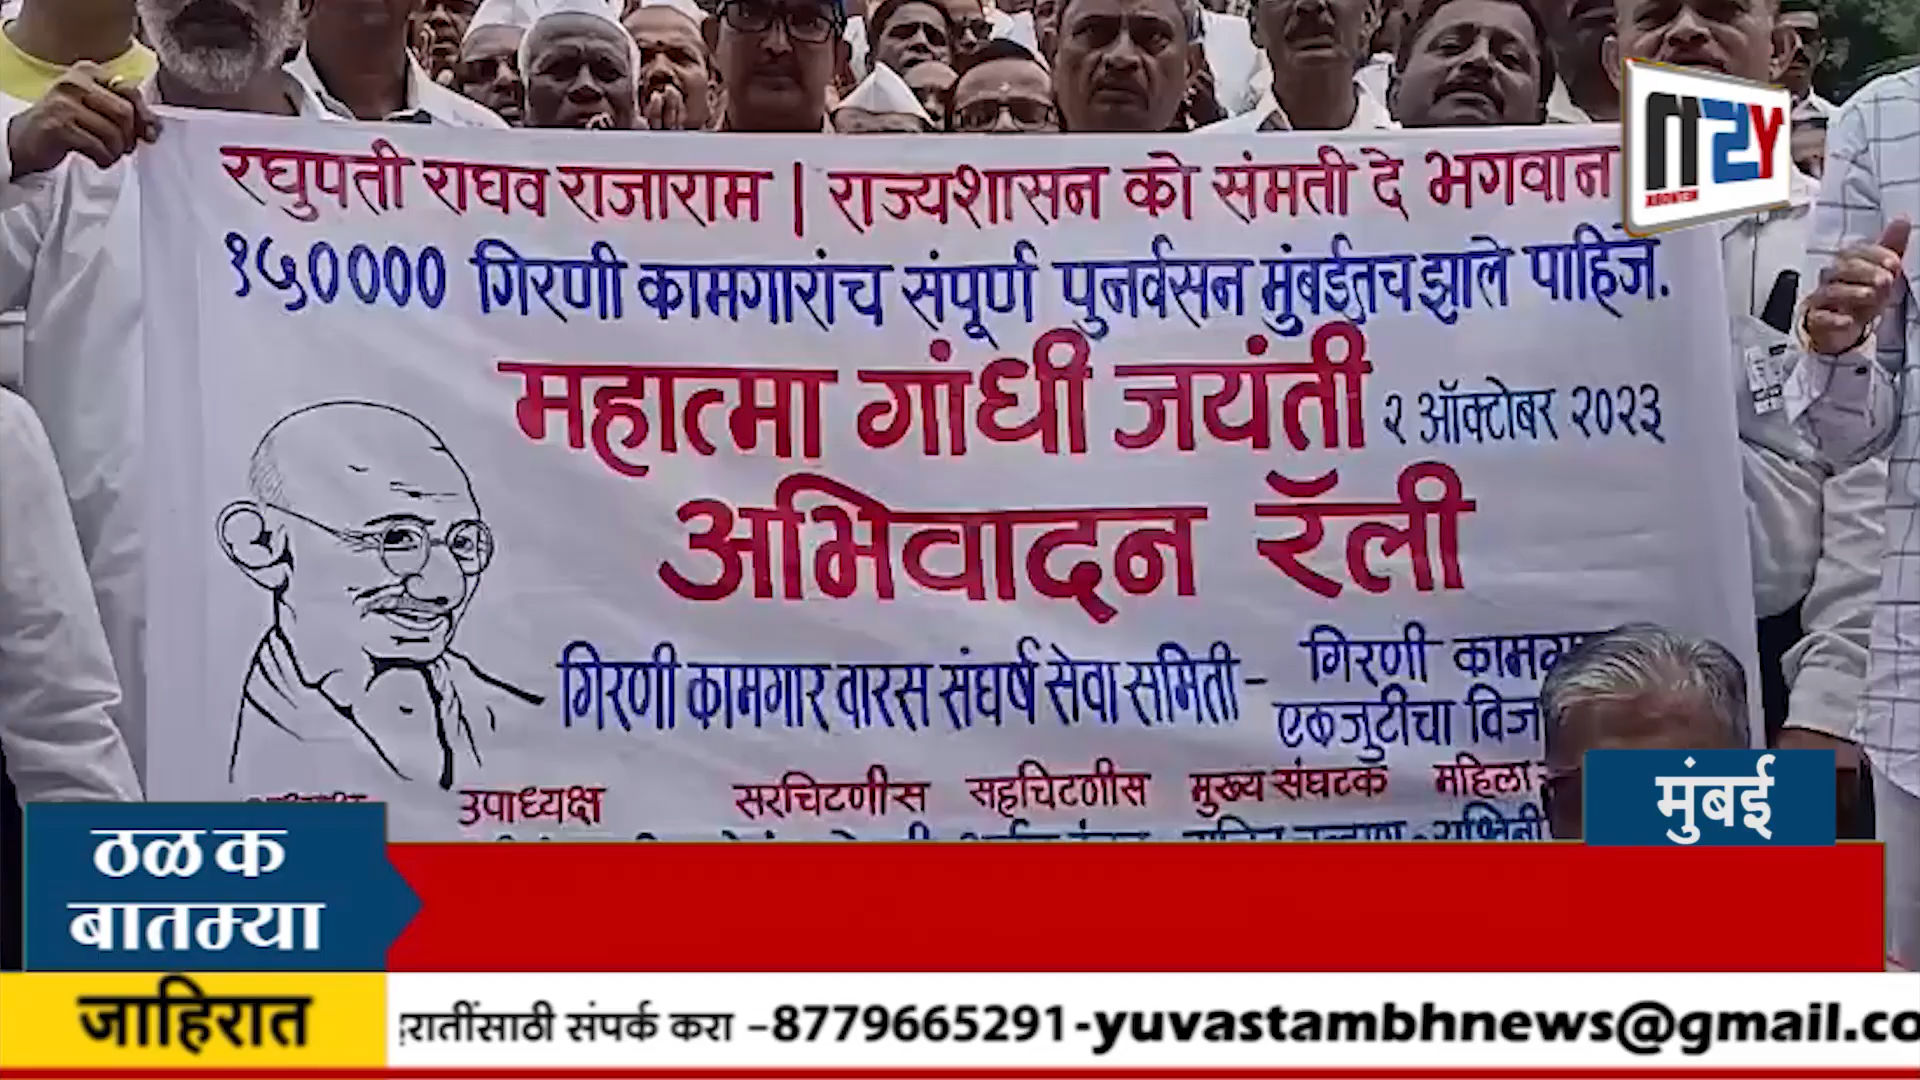 रघुपती राघव राजाराम | राज्यशासन को संमती दे भगवान
१५०००० गिरणी कामगारांच संपूर्ण पुनर्वसन मुंबईतच झाले पाहिजे.
महात्मा गांधी जयंती २ ऑक्टोबर २०२३
अभिवादन रॅली
गिरणी कामगार वारस संघर्ष सेवा समिती - गिरणी कामगा
एकजुटीचा विज
उपाध्यक्ष सरचिटणीस सहचिटणीस मुख्य संघटक महिला
मुंबई
ठळक
बातम्या
जाहिरात
रातींसाठी संपर्क करा -8779665291-yuvastambhnews@gmail.co